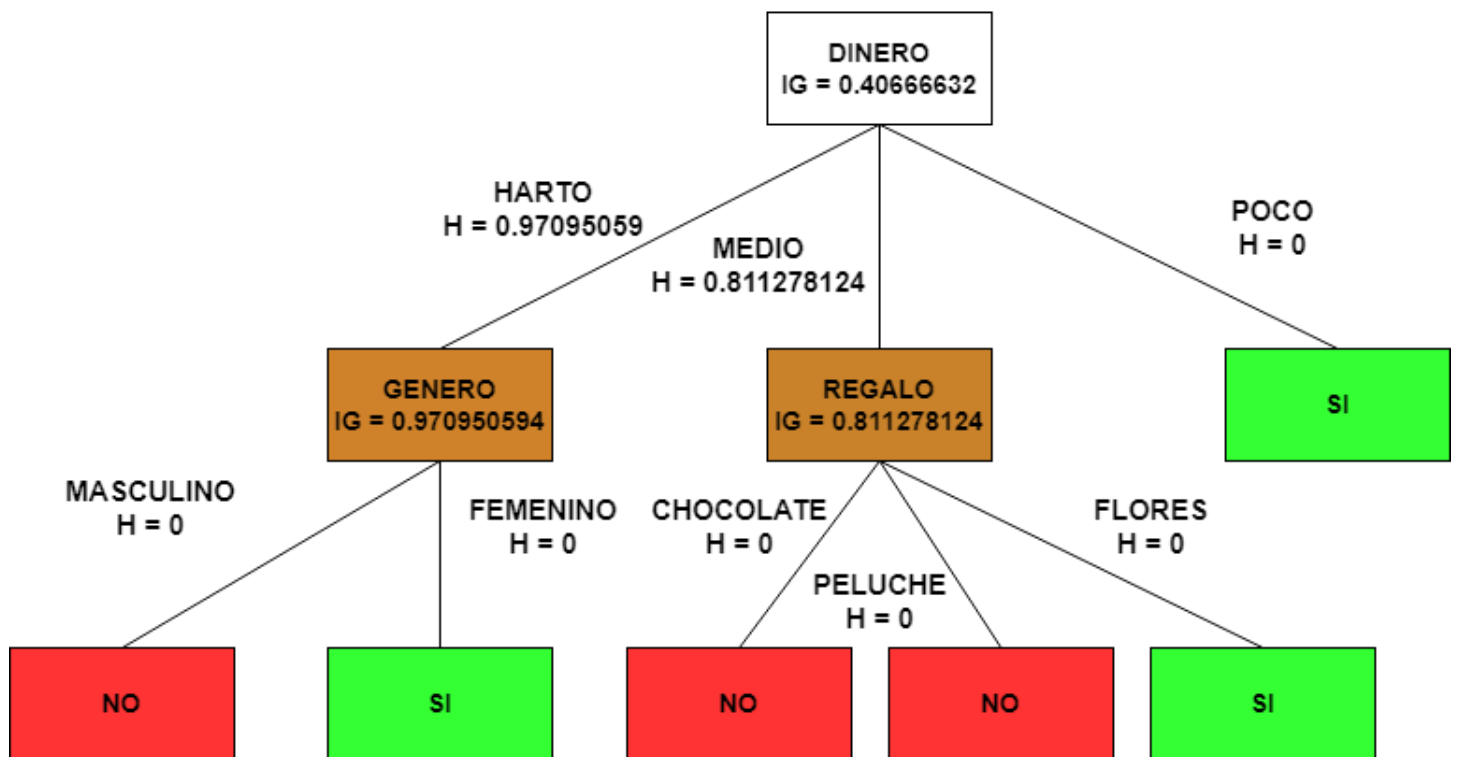 DINERO
IG = 0.40666632
HARTO
H = 0.97095059
MEDIO
H = 0.811278124
POCO
H = 0
GENERO
IG = 0.970950594
REGALO
IG = 0.811278124
SI
MASCULINO
H = 0
FEMENINO
H = 0
CHOCOLATE
H = 0
PELUCHE
H = 0
FLORES
H = 0
NO
SI
NO
NO
SI